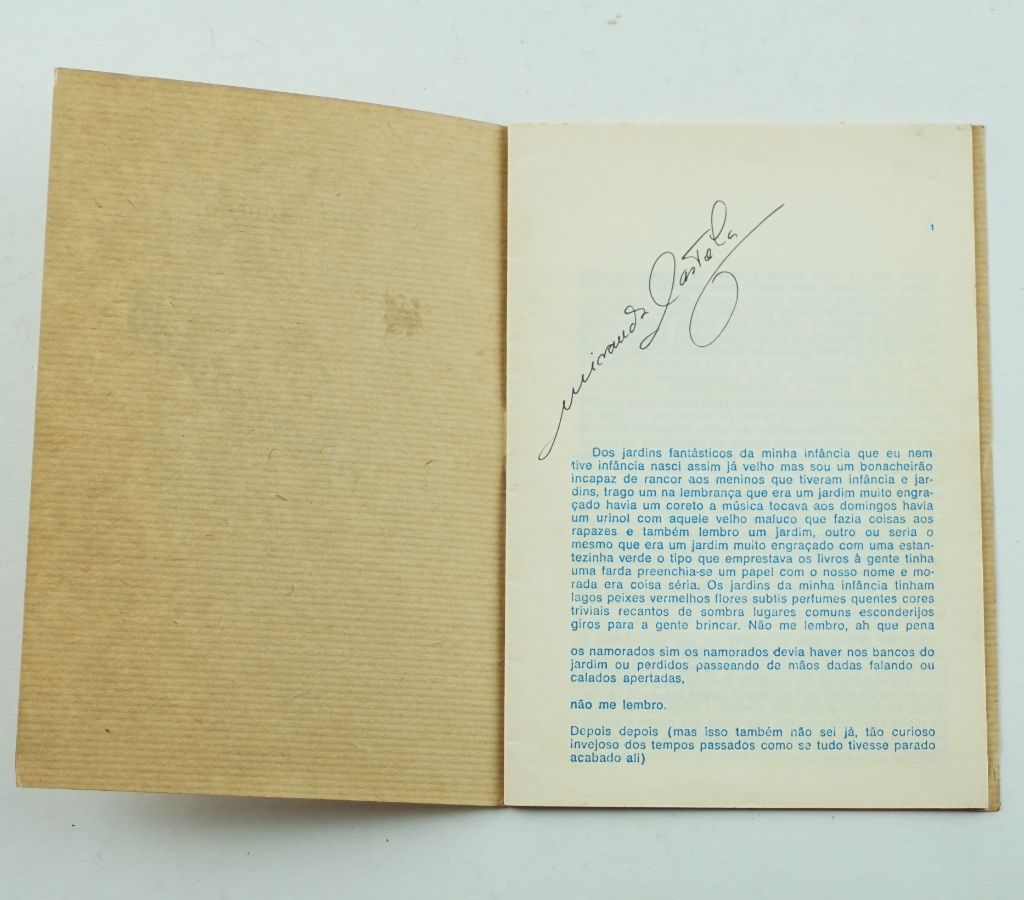 1
miranda Castela
Dos jardins fantásticos da minha infância que eu nem
tive infância nasci assim já velho mas sou um bonacheirão
incapaz de rancor aos meninos que tiveram infância e jar-
dins, trago um na lembrança que era um jardim muito engra-
çado havia um coreto a música tocava aos domingos havia
um urinol com aquele velho maluco que fazia coisas aos
rapazes e também lembro um jardim, outro ou seria o
mesmo que era um jardim muito engraçado com uma estan-
tezinha verde o tipo que emprestava os livros à gente tinha
uma farda preenchia-se um papel com o nosso nome e mo-
rada era coisa séria. Os jardins da minha infância tinham
lagos peixes vermelhos flores subtis perfumes quentes cores
triviais recantos de sombra lugares comuns esconderijos
giros para a gente brincar. Não me lembro, ah que pena
os namorados sim os namorados devia haver nos bancos do
jardim ou perdidos passeando de mãos dadas falando ou
calados apertadas,
não me lembro.
Depois depois (mas isso também não sei já, tão curioso
invejoso dos tempos passados como se tudo tivesse parado
acabado ali)